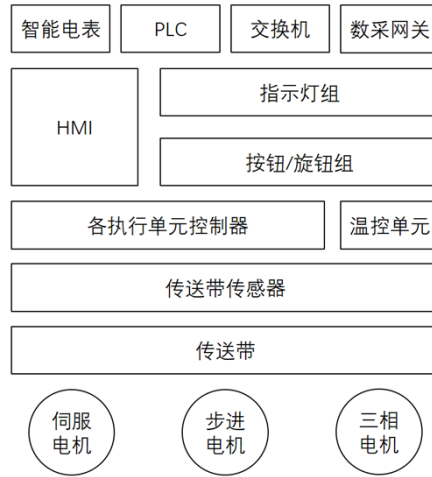 智能电表 PLC 交换机 数采网关
HMI
指示灯组
按钮/旋钮组
各执行单元控制器 温控单元
传送带传感器
传送带
伺服
电机
步进
电机
三相
电机